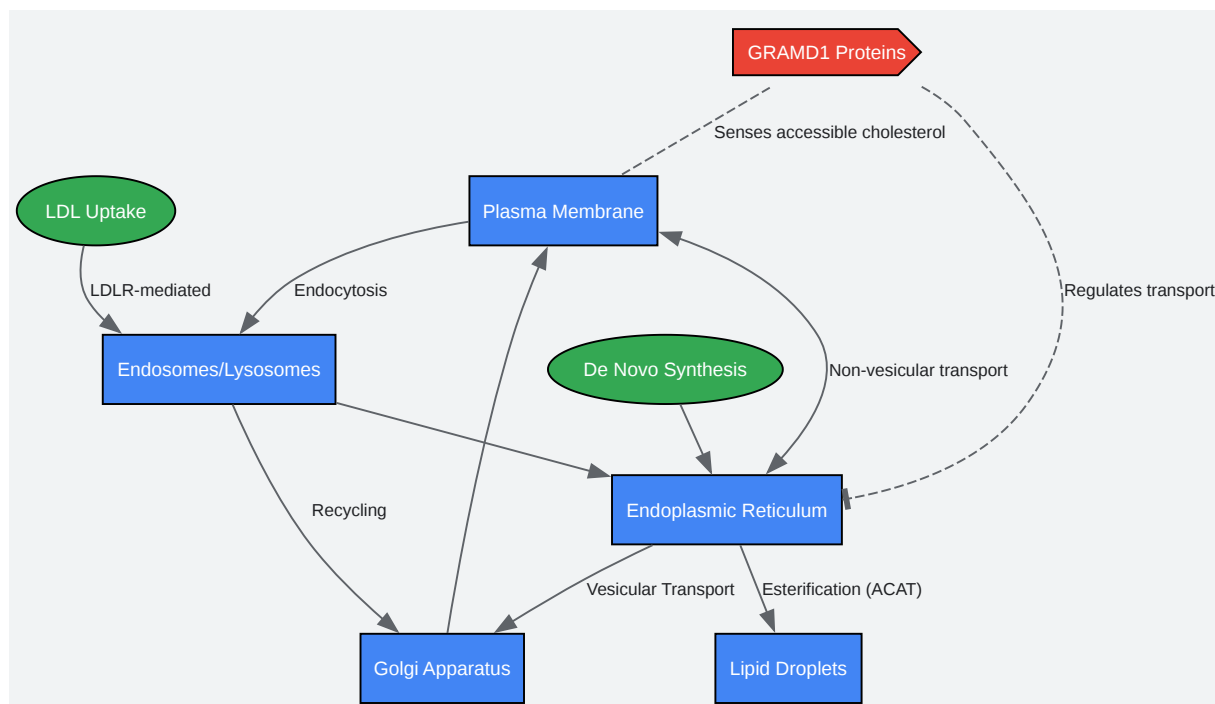 GRAMD1 Proteins
Senses accessible cholesterol
LDL Uptake
Plasma Membrane
LDLR-mediated
Endocytosis
Regulates transport
Endosomes/Lysosomes
De Novo Synthesis
Non-vesicular transport
Recycling
Endoplasmic Reticulum
Vesicular Transport
Esterification (ACAT)
Golgi Apparatus
Lipid Droplets